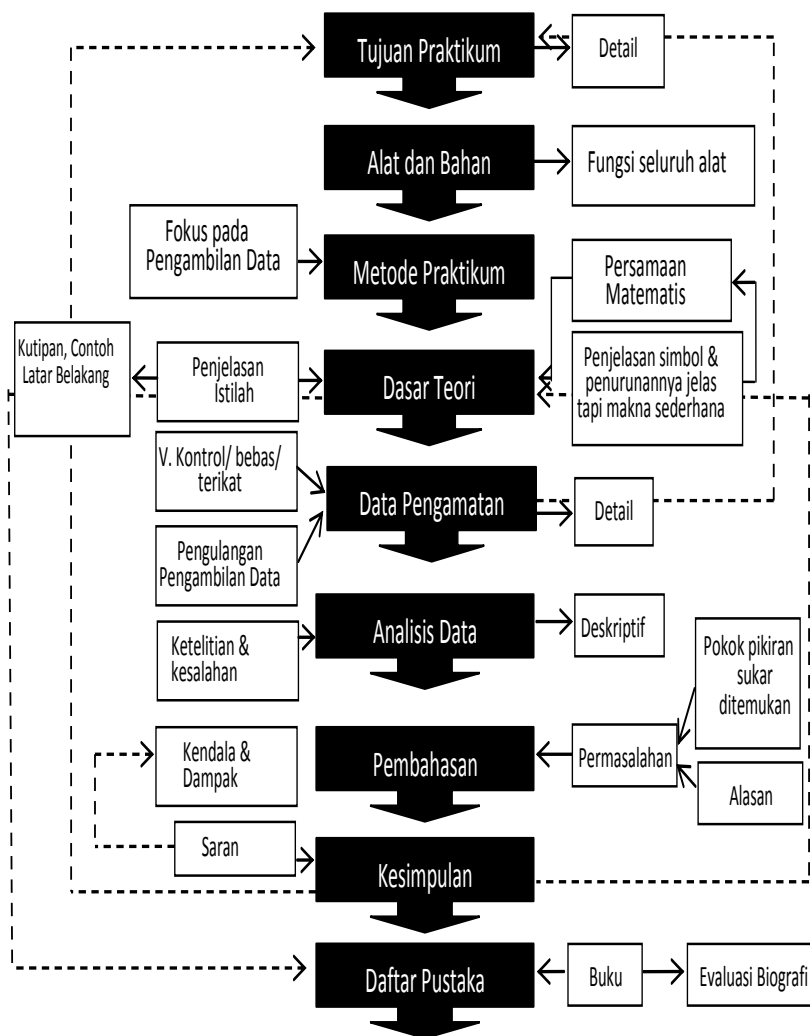 Tujuan Praktikum
Detail
Alat dan Bahan
Fungsi seluruh alat
Fokus pada
Pengambilan Data
Metode Praktikum
Persamaan
Matematis
Kutipan, Contoh
Latar Belakang
Penjelasan
Istilah
Dasar Teori
Penjelasan simbol &
penurunannya jelas
tapi makna sederhana
V. Kontrol/ bebas/
terikat
Data Pengamatan
Detail
Pengulangan
Pengambilan Data
Ketelitian &
kesalahan
Analisis Data
Deskriptif
Pokok pikiran
sukar
ditemukan
Kendala &
Dampak
Pembahasan
Permasalahan
Alasan
Saran
Kesimpulan
Daftar Pustaka
Buku
Evaluasi Biografi